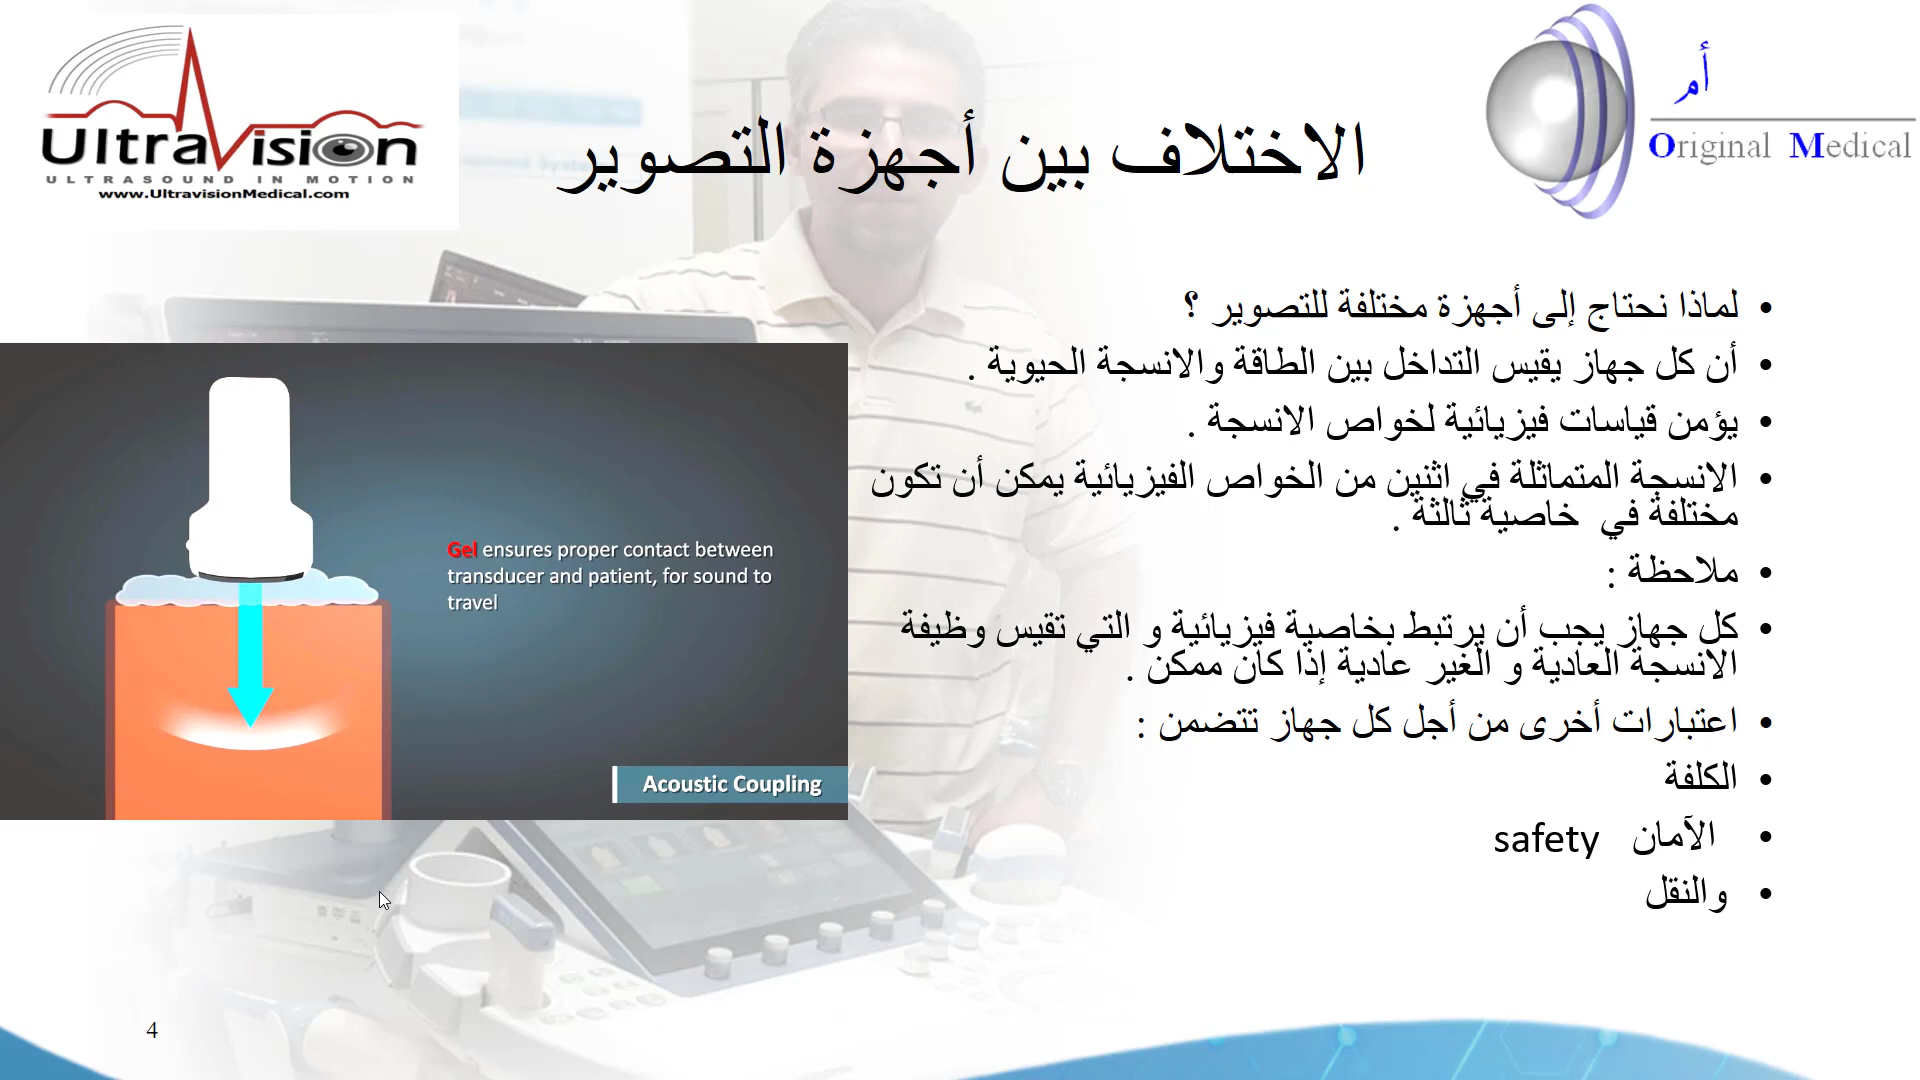 UltraVision
ULTRASOUND IN MOTION
www.UltravisionMedical.com
أم
Original Medical
الاختلاف بين أجهزة التصوير
• لماذا نحتاج إلى أجهزة مختلفة للتصوير ؟
• أن كل جهاز يقيس التداخل بين الطاقة والانسجة الحيوية .
• يؤمن قياسات فيزيائية لخواص الانسجة .
• الانسجة المتماثلة في اثنين من الخواص الفيزيائية يمكن أن تكون
مختلفة في خاصية ثالثة .
• ملاحظة :
• كل جهاز يجب أن يرتبط بخاصية فيزيائية و التي تقيس وظيفة
الانسجة العادية و الغير عادية إذا كان ممكن .
• اعتبارات أخرى من أجل كل جهاز تتضمن :
• الكلفة
• الآمان safety
• والنقل
Gel ensures proper contact between
transducer and patient, for sound to
travel
Acoustic Coupling
4